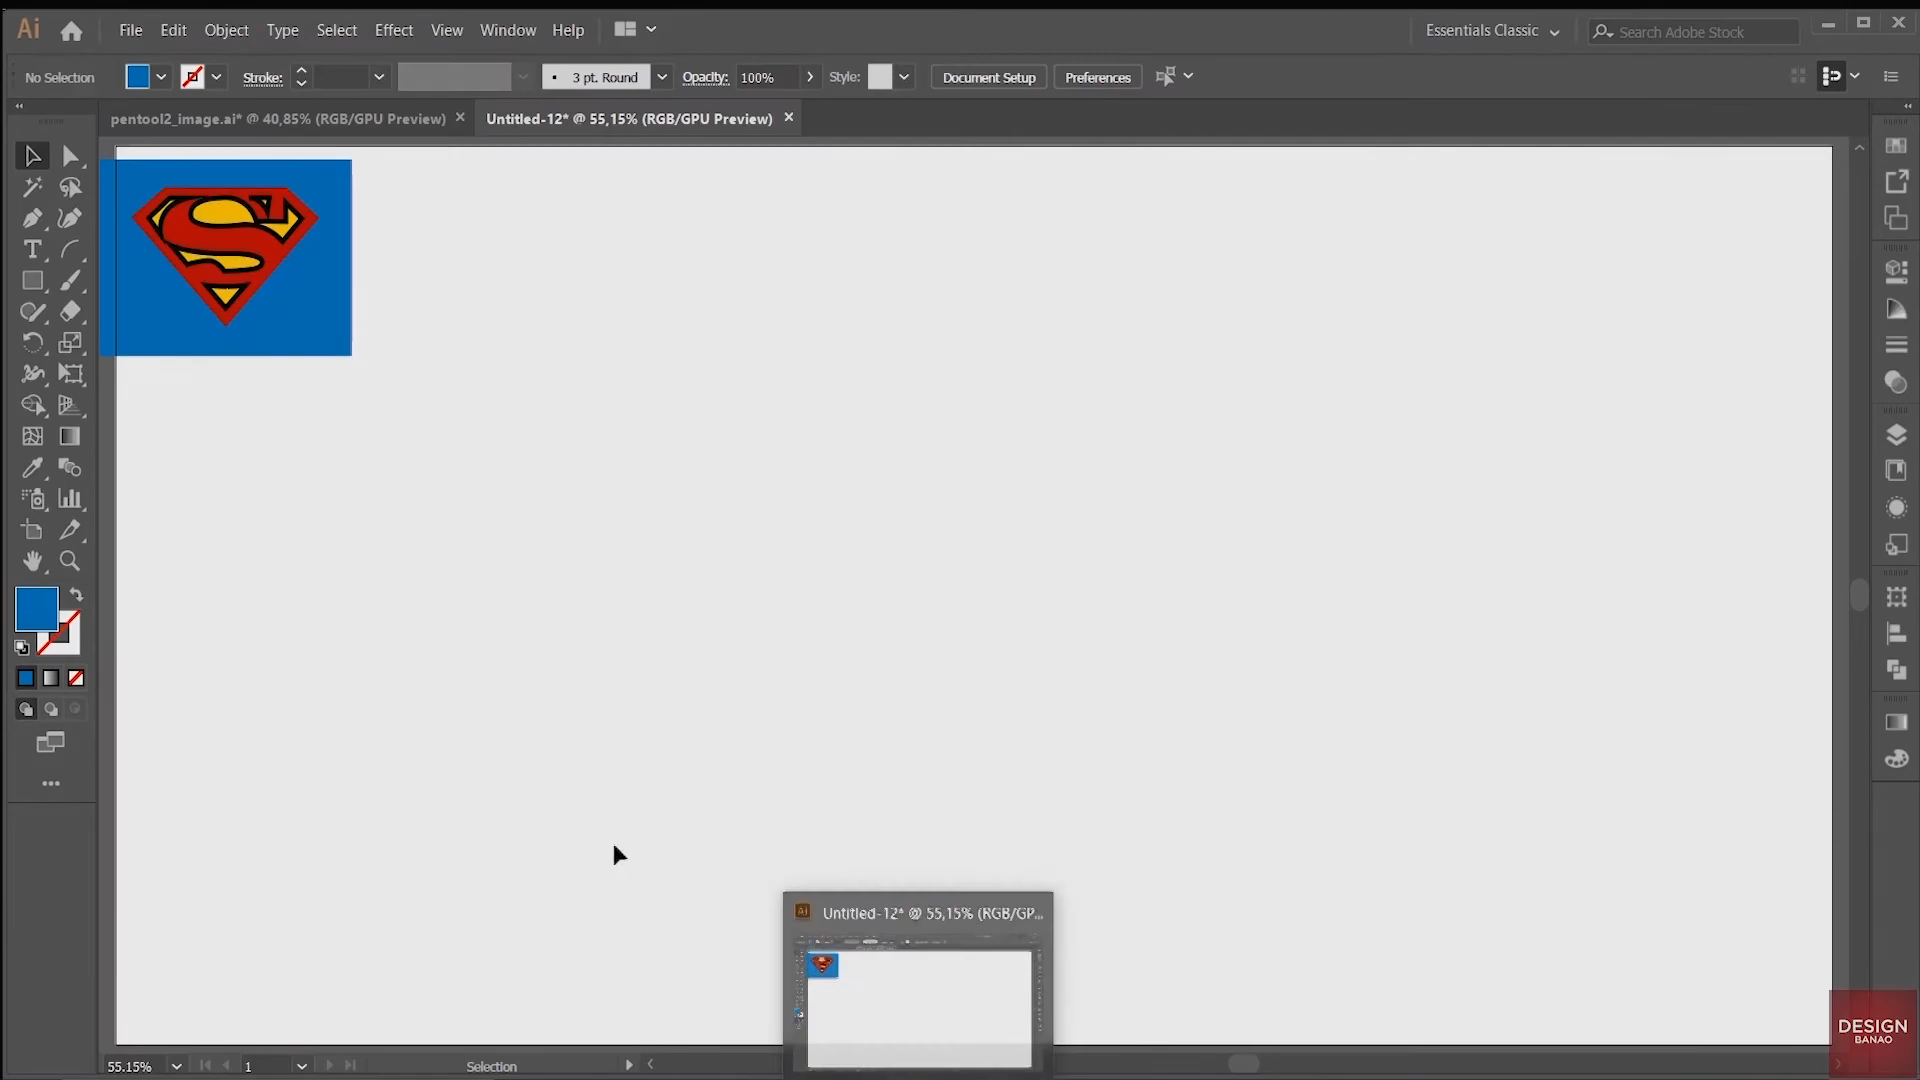 Ai File Edit Object Type Select Effect View Window Help Essentials Classic Search Adobe Stock
No Selection Stroke: 3 pt. Round Opacity: 100% Style: Document Setup Preferences
pentool2_image.ai* @ 40,85% (RGB/GPU Preview) Untitled-12* @ 55,15% (RGB/GPU Preview)
S
T
Ai Untitled-12* @ 55,15% (RGB/GP...
DESIGN
BANAO
55.15% 1 Selection